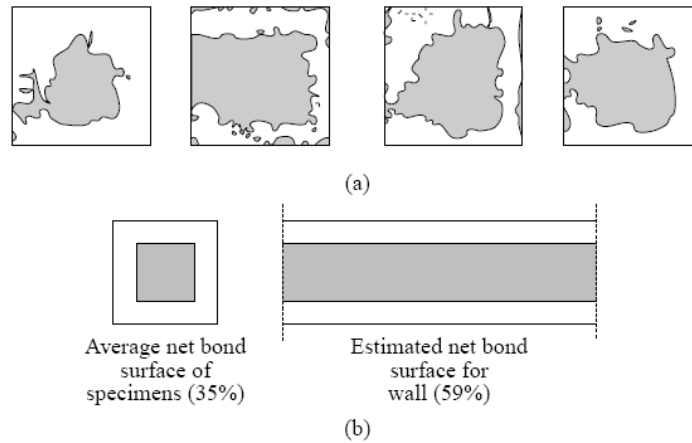 (a)
Average net bond
surface of
specimens (35%)
Estimated net bond
surface for
wall (59%)
(b)